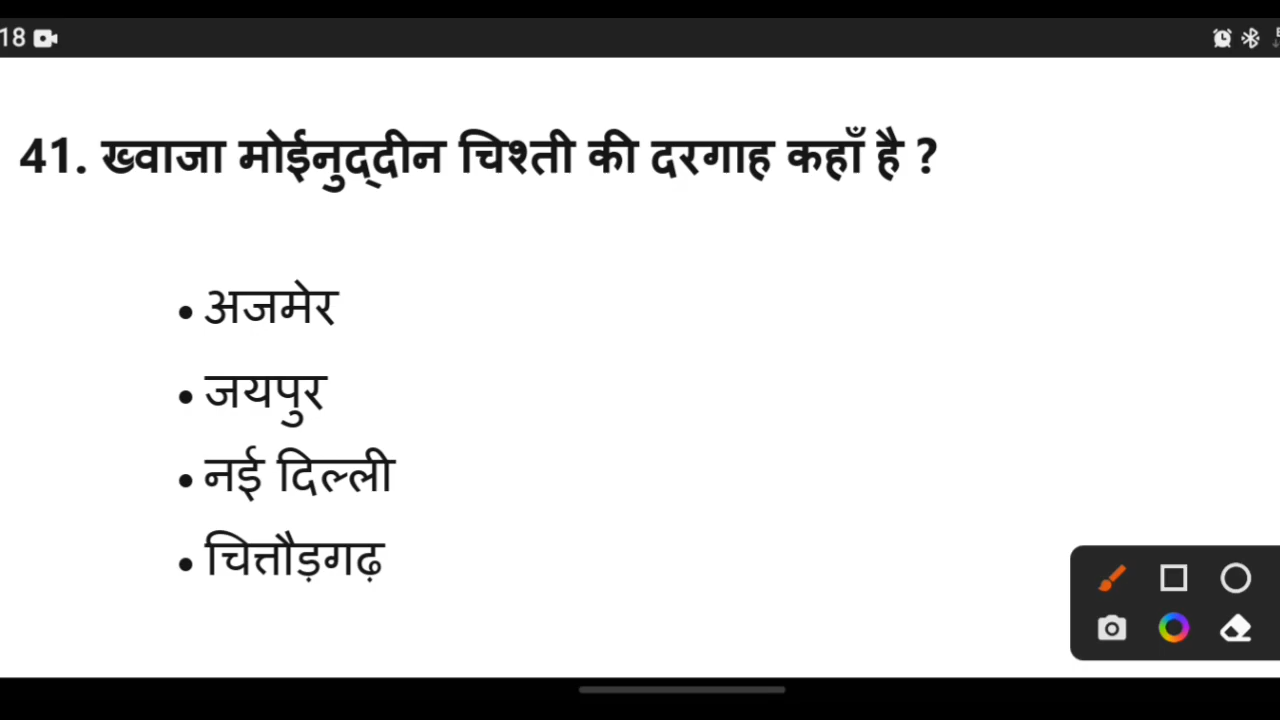 18
41. ख्वाजा मोईनुद्दीन चिश्ती की दरगाह कहाँ है ?
• अजमेर
• जयपुर
• नई दिल्ली
• चित्तौड़गढ़